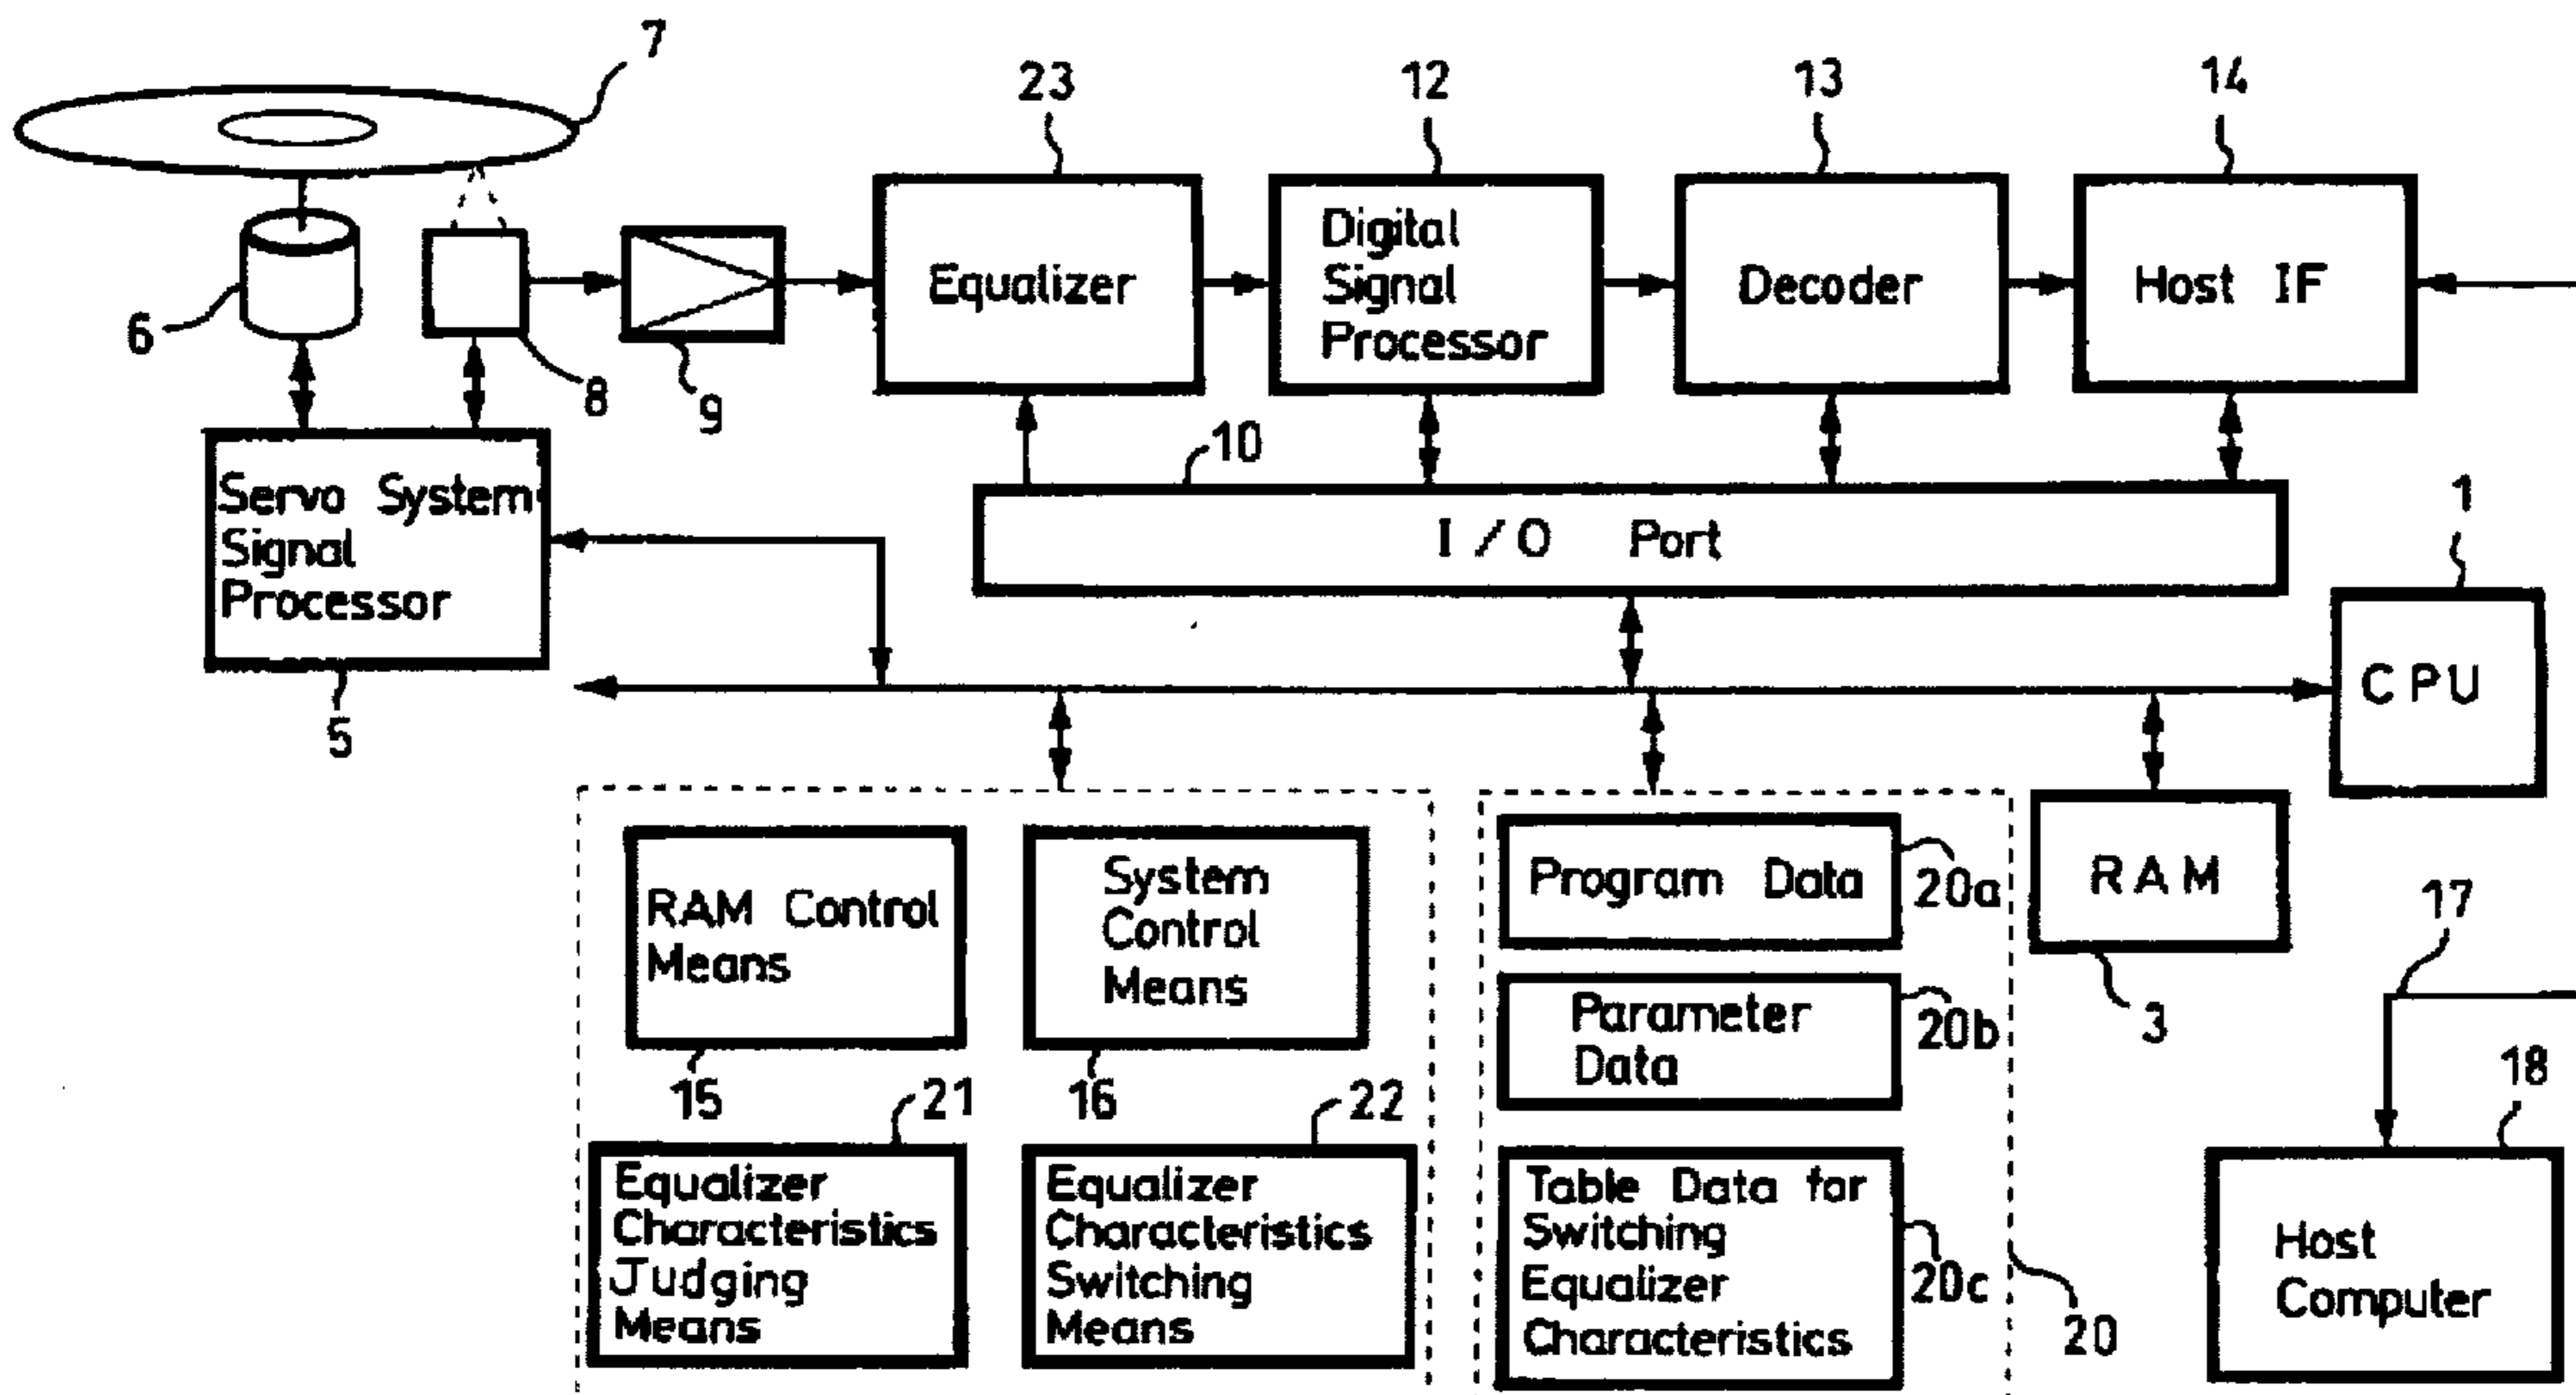 7
23
12
13
14
Equalizer
Digital
Signal
Processor
Decoder
Host IF
6
8
9
10
Servo System
Signal
Processor
5
I/O Port
1
CPU
RAM Control
Means
15
System
Control
Means
16
Program Data
20a
RAM
3
Parameter
Data
20b
17
18
21
Equalizer
Characteristics
Judging
Means
22
Equalizer
Characteristics
Switching
Means
Table Data for
Switching
Equalizer
Characteristics
20c
20
Host
Computer